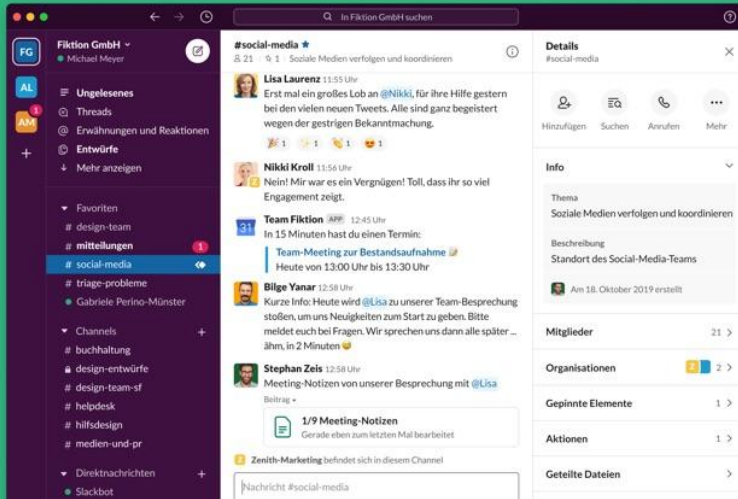 In Fiktion GmbH suchen
FG
AL
AM
1
Fiktion GmbH
Michael Meyer
Ungelesenes
Threads
Erwähnungen und Reaktionen
Entwürfe
Mehr anzeigen
Favoriten
# design-team
# mitteilungen 1
# social-media
# triage-probleme
Gabriele Perino-Münster
Channels +
# buchhaltung
design-entwürfe
# design-team-sf
# helpdesk
# hilfsdesign
# medien-und-pr
Direktnachrichten +
Slackbot
#social-media
21 | 1 | Soziale Medien verfolgen und koordinieren
Lisa Laurenz 11:55 Uhr
Erst mal ein großes Lob an @Nikki, für ihre Hilfe gestern
bei den vielen neuen Tweets. Alle sind ganz begeistert
wegen der gestrigen Bekanntmachung.
1 1 1 1
Nikki Kroll 11:56 Uhr
Z
Nein! Mir war es ein Vergnügen! Toll, dass ihr so viel
Engagement zeigt.
31
Team Fiktion APP 12:45 Uhr
In 15 Minuten hast du einen Termin:
Team-Meeting zur Bestandsaufnahme
Heute von 13:00 Uhr bis 13:30 Uhr
Bilge Yanar 12:58 Uhr
Kurze Info: Heute wird @Lisa zu unserer Team-Besprechung
stoßen, um uns Neuigkeiten zum Start zu geben. Bitte
meldet euch bei Fragen. Wir sprechen uns dann alle später ...
ähm, in 2 Minuten
Stephan Zeis 12:58 Uhr
Meeting-Notizen von unserer Besprechung mit @Lisa
Beitrag
1/9 Meeting-Notizen
Gerade eben zum letzten Mal bearbeitet
Z Zenith-Marketing befindet sich in diesem Channel
Nachricht #social-media
Details
#social-media
Hinzufügen Suchen Anrufen Mehr
Info
Thema
Soziale Medien verfolgen und koordinieren
Beschreibung
Standort des Social-Media-Teams
Am 18. Oktober 2019 erstellt
Mitglieder 21
Organisationen Z 2
Gepinnte Elemente 1
Aktionen 1
Geteilte Dateien